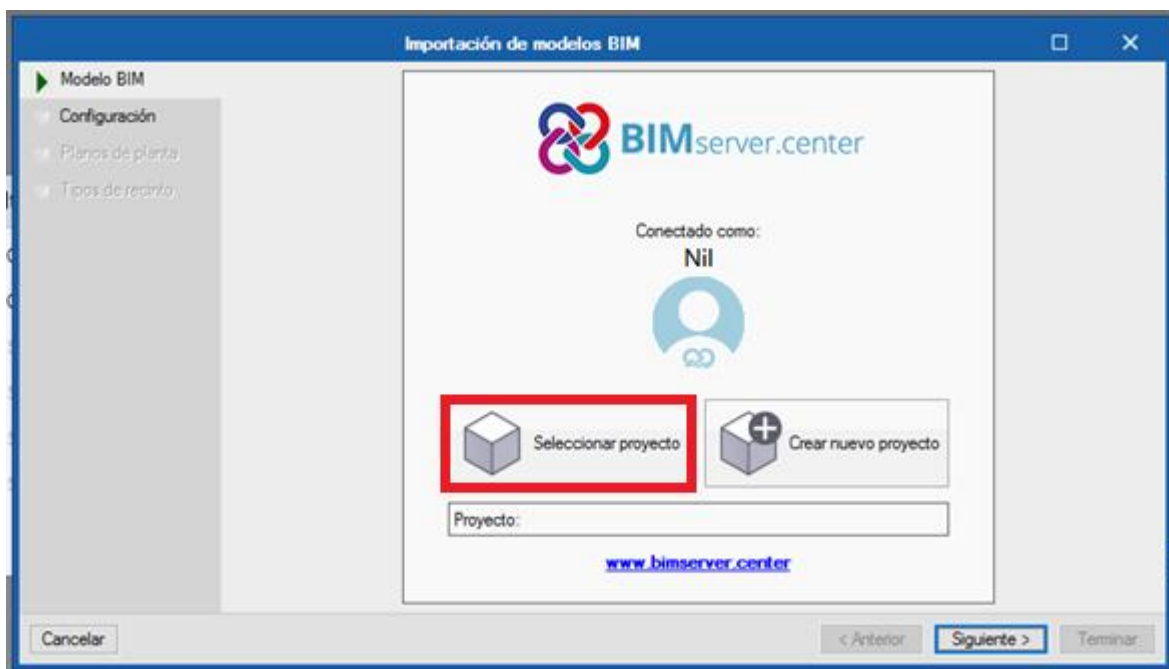 Importación de modelos BIM
Modelo BIM
Configuración
Planos de planta
Tipos de recinto
BIMserver.center
Conectado como:
Nil
Seleccionar proyecto
Crear nuevo proyecto
Proyecto:
www.bimserver.center
Cancelar
< Anterior
Siguiente >
Terminar